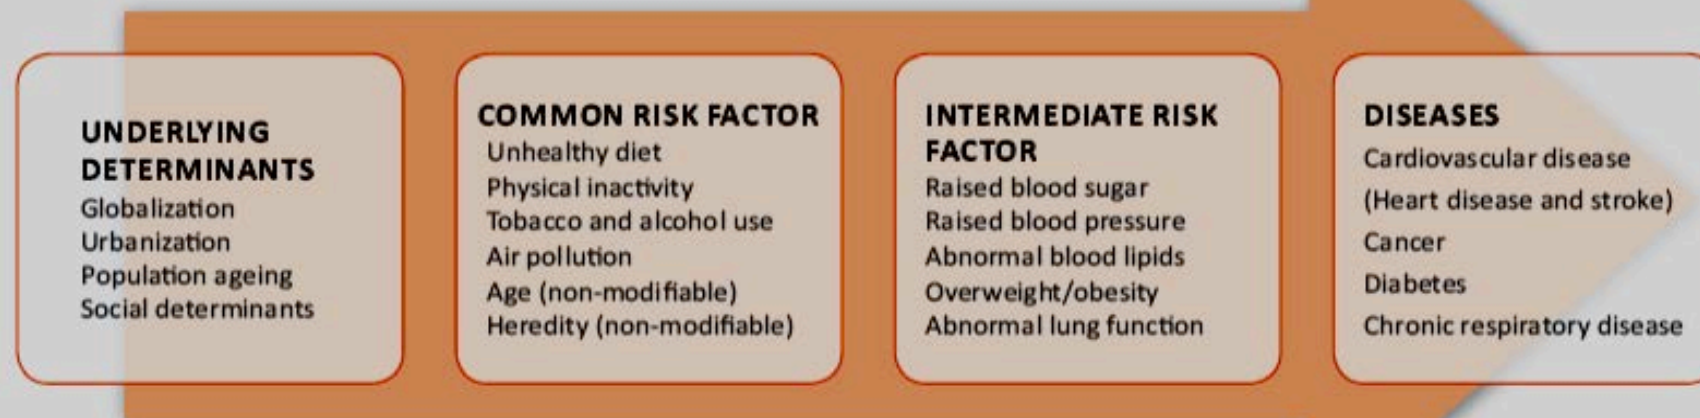 UNDERLYING
DETERMINANTS
Globalization
Urbanization
Population ageing
Social determinants
COMMON RISK FACTOR
Unhealthy diet
Physical inactivity
Tobacco and alcohol use
Air pollution
Age (non-modifiable)
Heredity (non-modifiable)
INTERMEDIATE RISK
FACTOR
Raised blood sugar
Raised blood pressure
Abnormal blood lipids
Overweight/obesity
Abnormal lung function
DISEASES
Cardiovascular disease
(Heart disease and stroke)
Cancer
Diabetes
Chronic respiratory disease